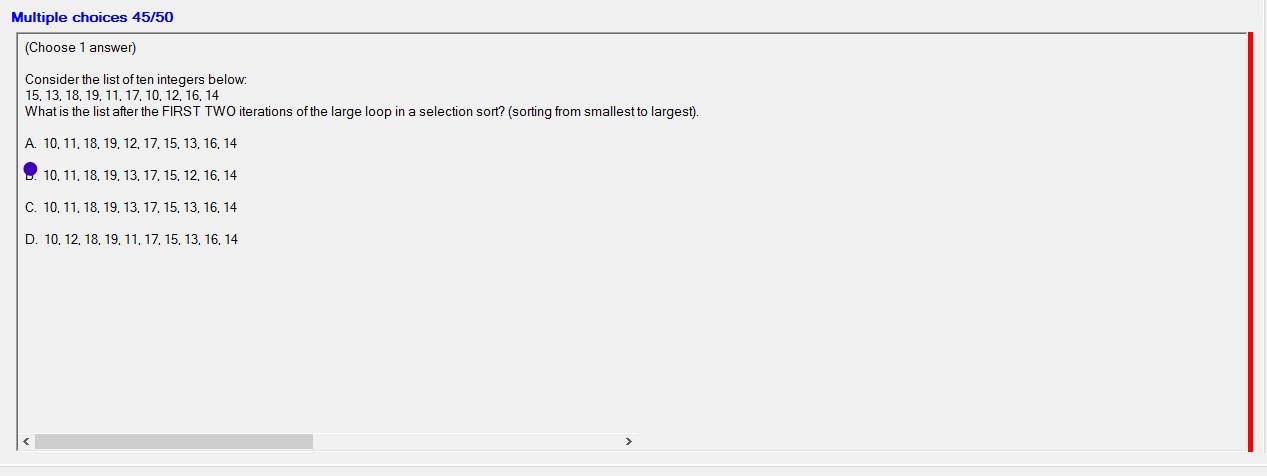 Multiple choices 45/50
(Choose 1 answer)
Consider the list of ten integers below:
15, 13, 18, 19, 11, 17, 10, 12, 16, 14
What is the list after the FIRST TWO iterations of the large loop in a selection sort? (sorting from smallest to largest).
A. 10, 11, 18, 19, 12, 17, 15, 13, 16, 14
B. 10, 11, 18, 19, 13, 17, 15, 12, 16, 14
C. 10, 11, 18, 19, 13, 17, 15, 13, 16, 14
D. 10, 12, 18, 19, 11, 17, 15, 13, 16, 14